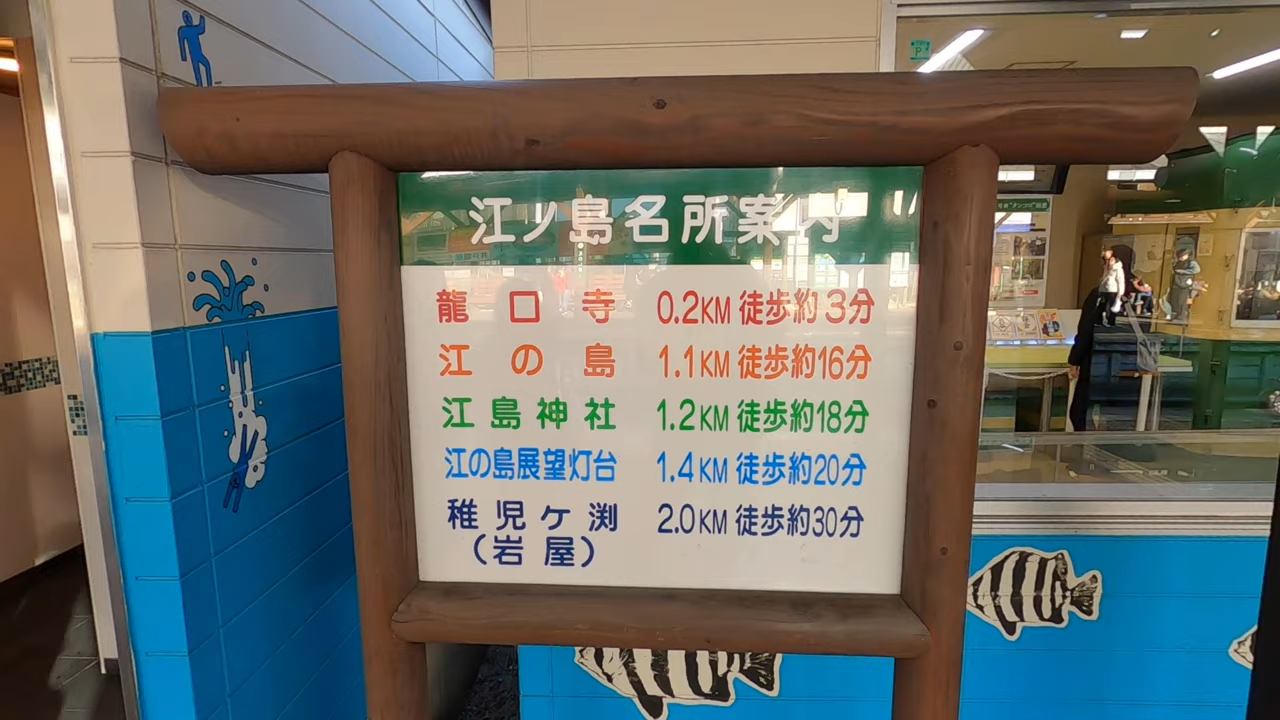 江ノ島名所案内
龍口寺 0.2KM 徒歩約3分
江の島 1.1KM 徒歩約16分
江島神社 1.2KM 徒歩約18分
江の島展望灯台 1.4KM 徒歩約20分
稚児ケ渕 2.0KM 徒歩約30分
(岩屋)